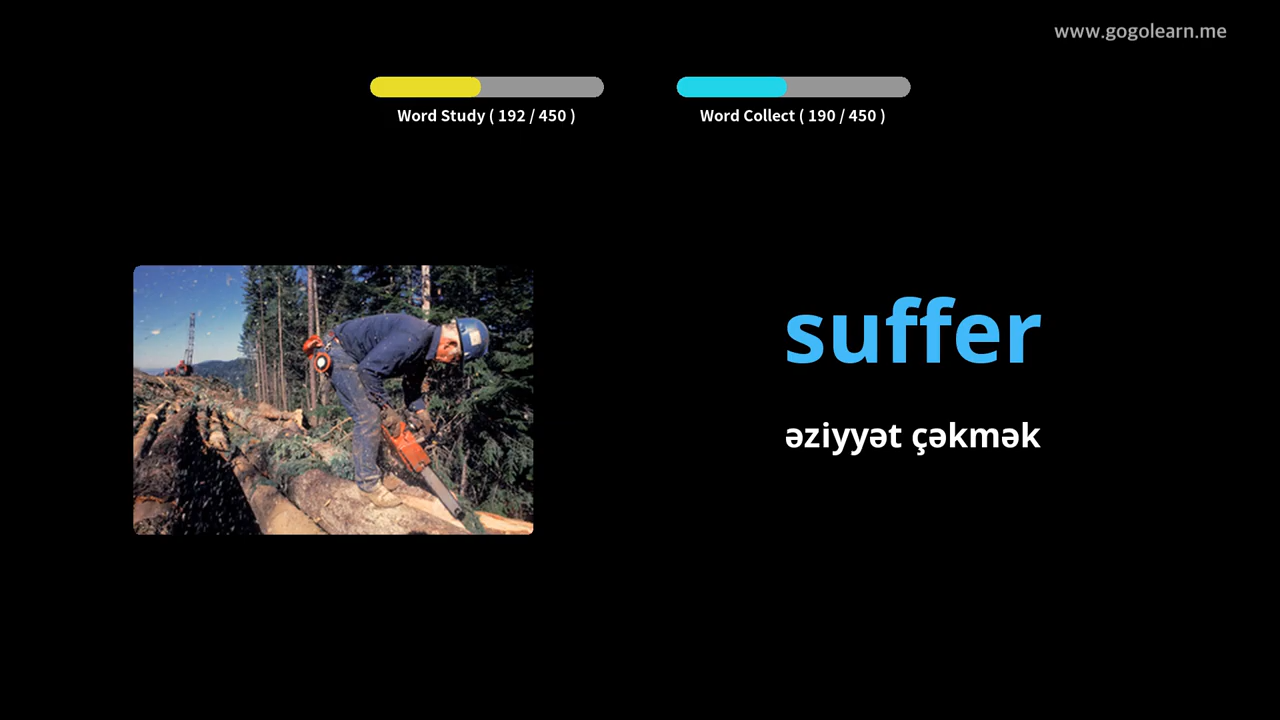 www.gogolearn.me
Word Study ( 192 / 450 )
Word Collect ( 190 / 450 )
suffer
əziyyət çəkmək